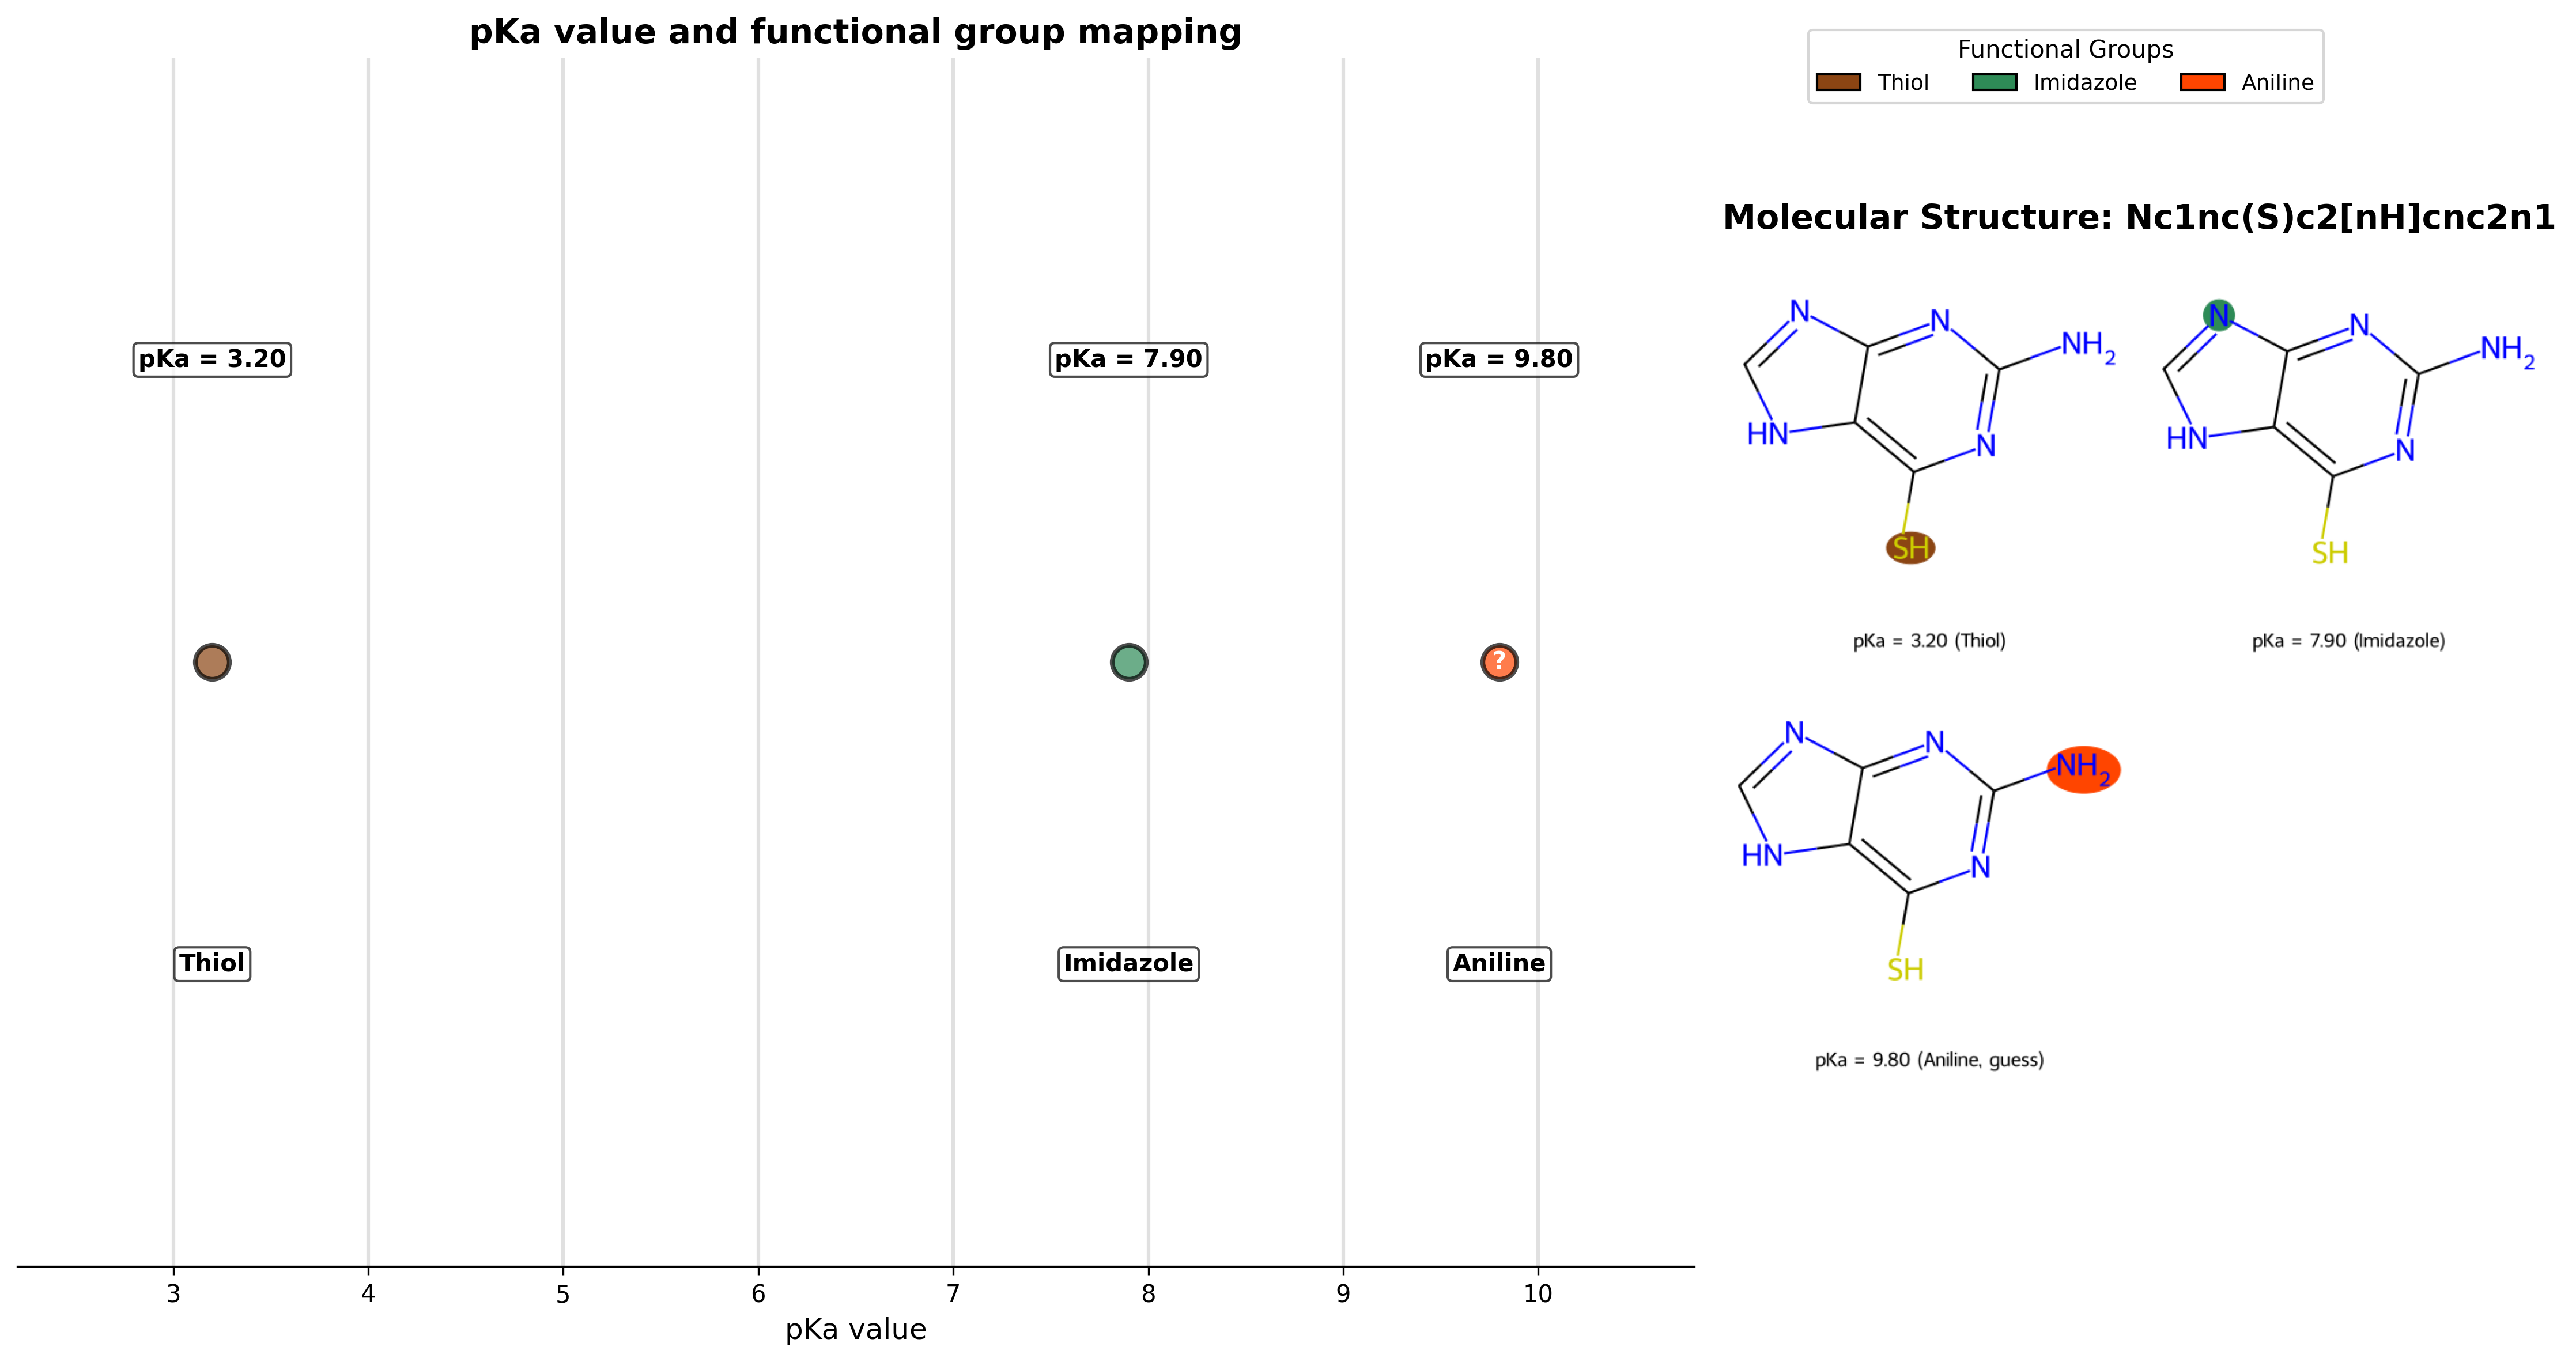 pKa value and functional group mapping
pKa = 3.20
pKa = 7.90
pKa = 9.80
?
Thiol
Imidazole
Aniline
3 4 5 6 7 8 9 10
pKa value
Functional Groups
Thiol Imidazole Aniline
Molecular Structure: Nc1nc(S)c2[nH]cnc2n1
N
N
NH2
HN
N
SH
pKa = 3.20 (Thiol)
N
N
NH2
HN
N
SH
pKa = 7.90 (Imidazole)
N
N
NH2
HN
N
SH
pKa = 9.80 (Aniline, guess)